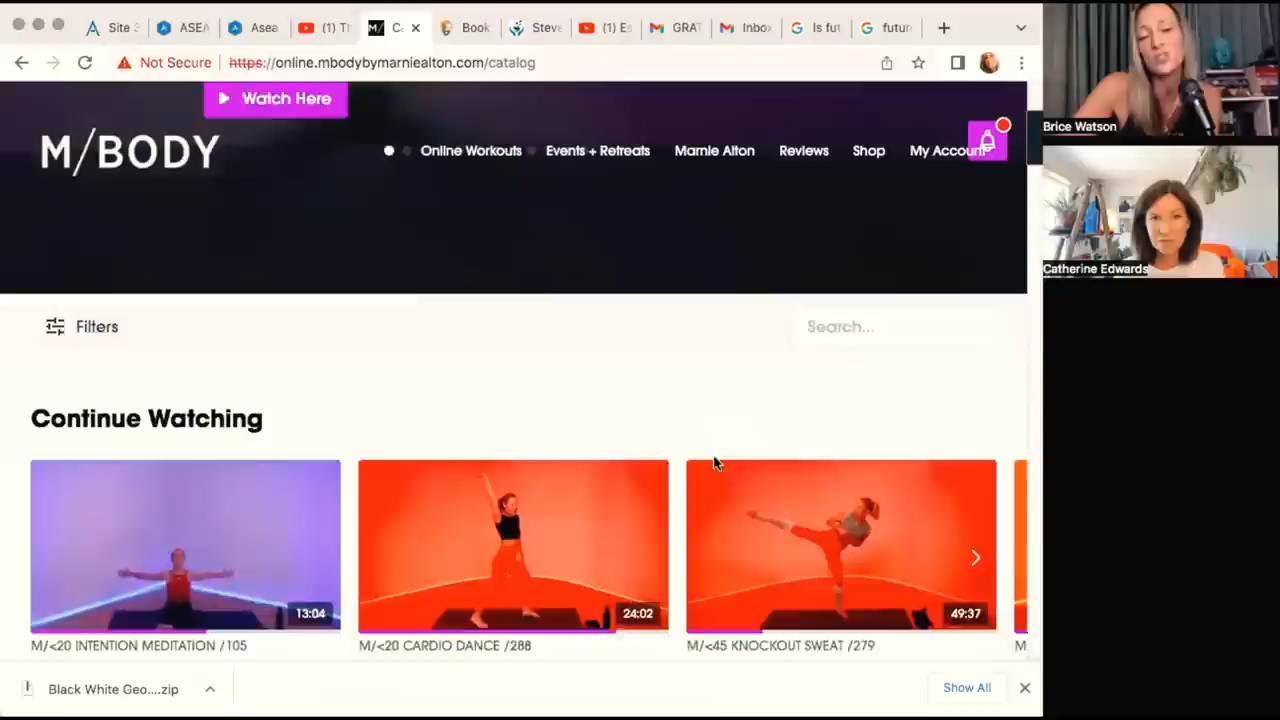 Site S
ASEA
Asea
(1) Th
Ca
Book
Steve
(1) Es
GRAT
Inbox
Is fut
future
Not Secure
https://online.mbodybymarniealton.com/catalog
Brice Watson
Watch Here
M/BODY
Online Workouts
Events + Retreats
Marnie Alton
Reviews
Shop
My Account
Catherine Edwards
Filters
Search...
Continue Watching
13:04
24:02
49:37
M/<20 INTENTION MEDITATION /105
M/<20 CARDIO DANCE /288
M/<45 KNOCKOUT SWEAT /279
M
Black White Geo....zip
Show All